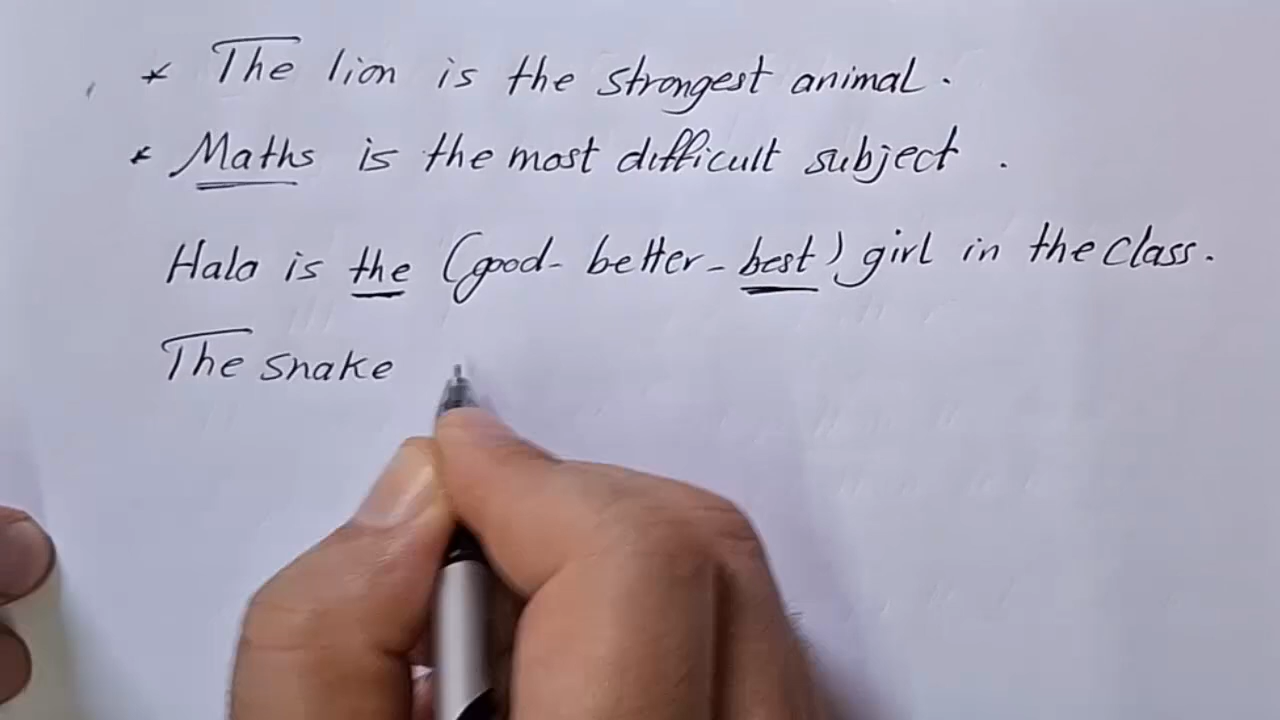 * The lion is the strongest animal.
* Maths is the most difficult subject.
Hala is the (good - better - best) girl in the class.
The snake